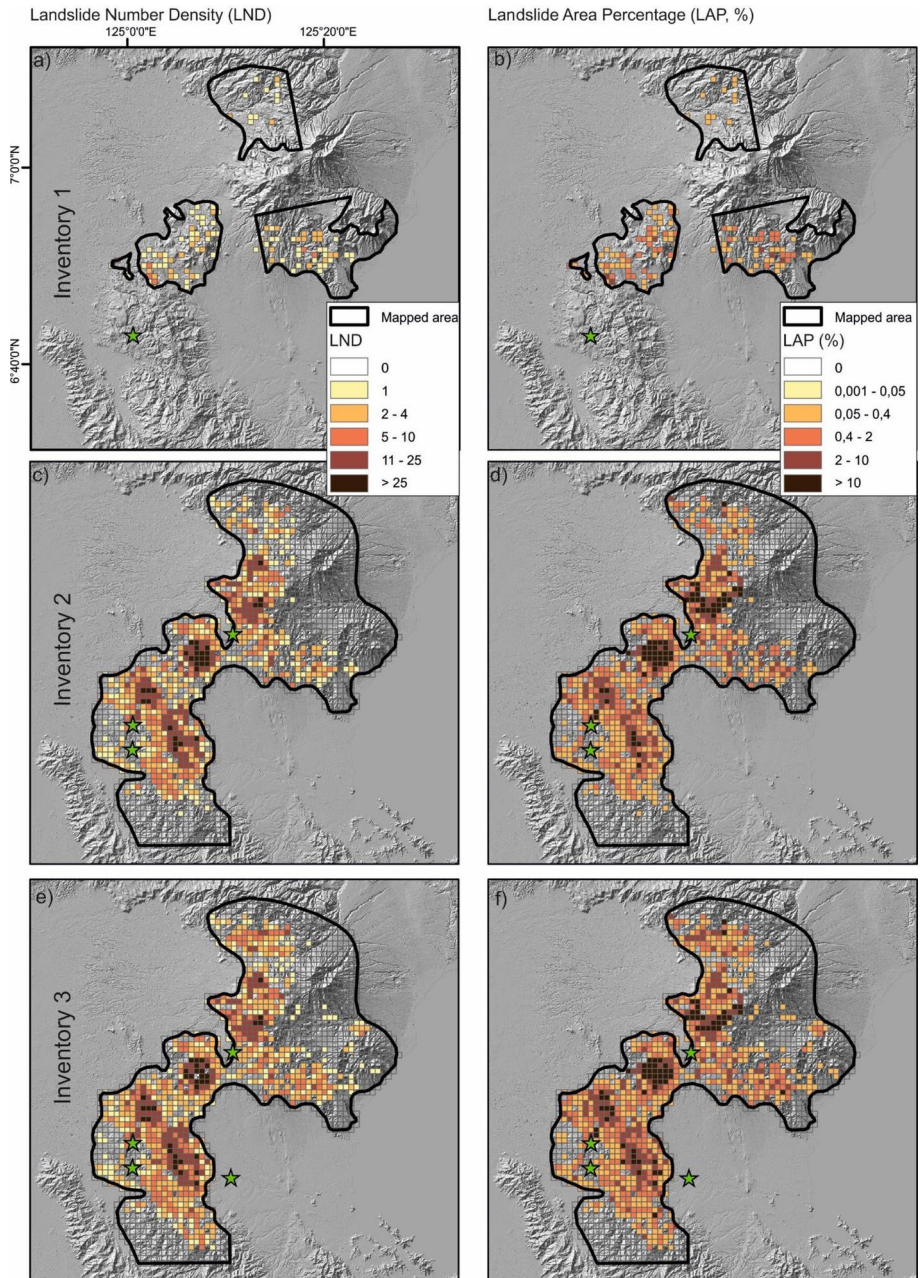 Landslide Number Density (LND)
Landslide Area Percentage (LAP, %)
125°0'0"E
125°20'0"E
a)
b)
7°0'0"N
6°40'0"N
Inventory 1
Mapped area
LND
0
1
2 - 4
5 - 10
11 - 25
> 25
Mapped area
LAP (%)
0
0,001 - 0,05
0,05 - 0,4
0,4 - 2
2 - 10
> 10
c)
d)
Inventory 2
e)
f)
Inventory 3